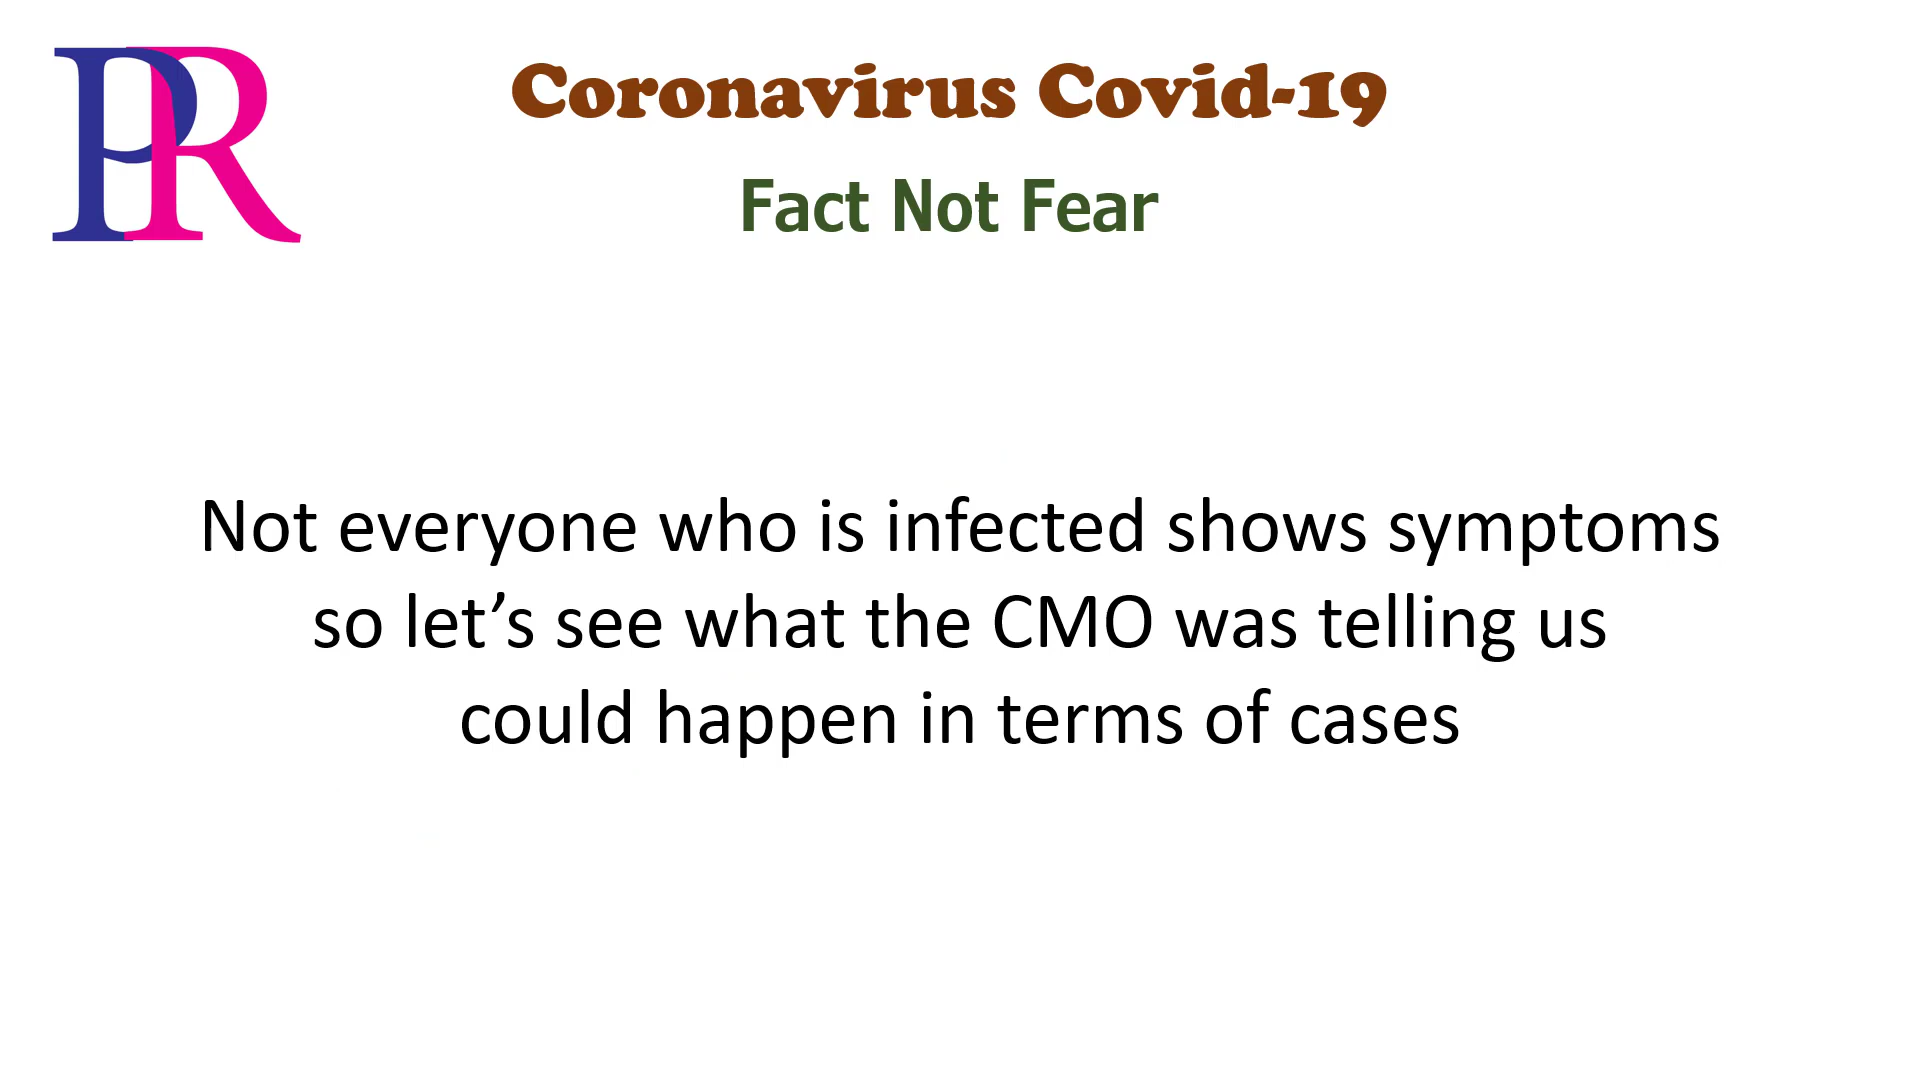 PR
Coronavirus Covid-19
Fact Not Fear
Not everyone who is infected shows symptoms
so let’s see what the CMO was telling us
could happen in terms of cases